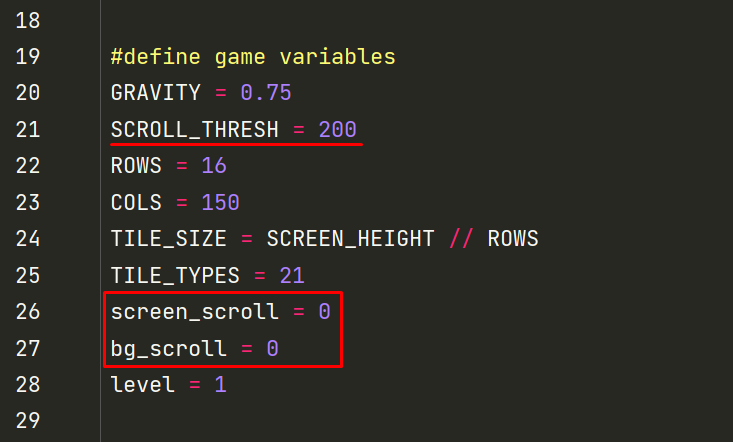 18
19 #define game variables
20 GRAVITY = 0.75
21 SCROLL_THRESH = 200
22 ROWS = 16
23 COLS = 150
24 TILE_SIZE = SCREEN_HEIGHT // ROWS
25 TILE_TYPES = 21
26 screen_scroll = 0
27 bg_scroll = 0
28 level = 1
29